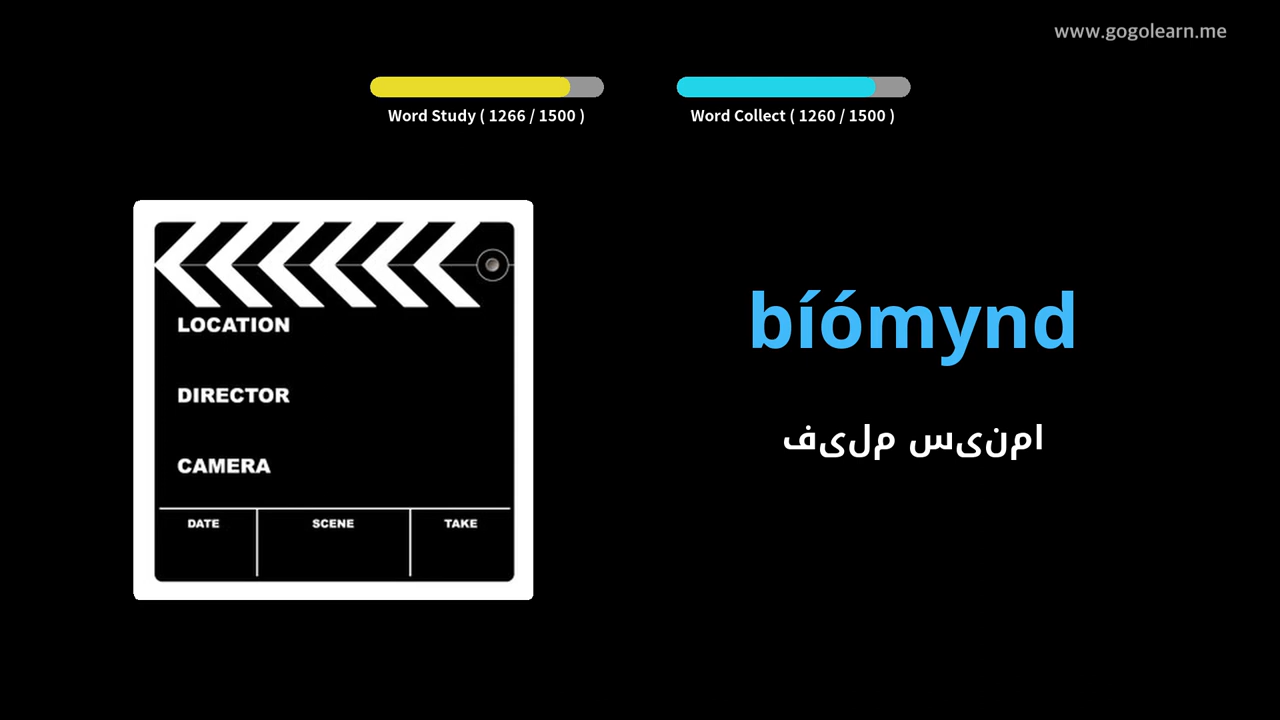 www.gogolearn.me
Word Study ( 1266 / 1500 )
Word Collect ( 1260 / 1500 )
LOCATION
DIRECTOR
CAMERA
DATE SCENE TAKE
bíómynd
فیلم سینما